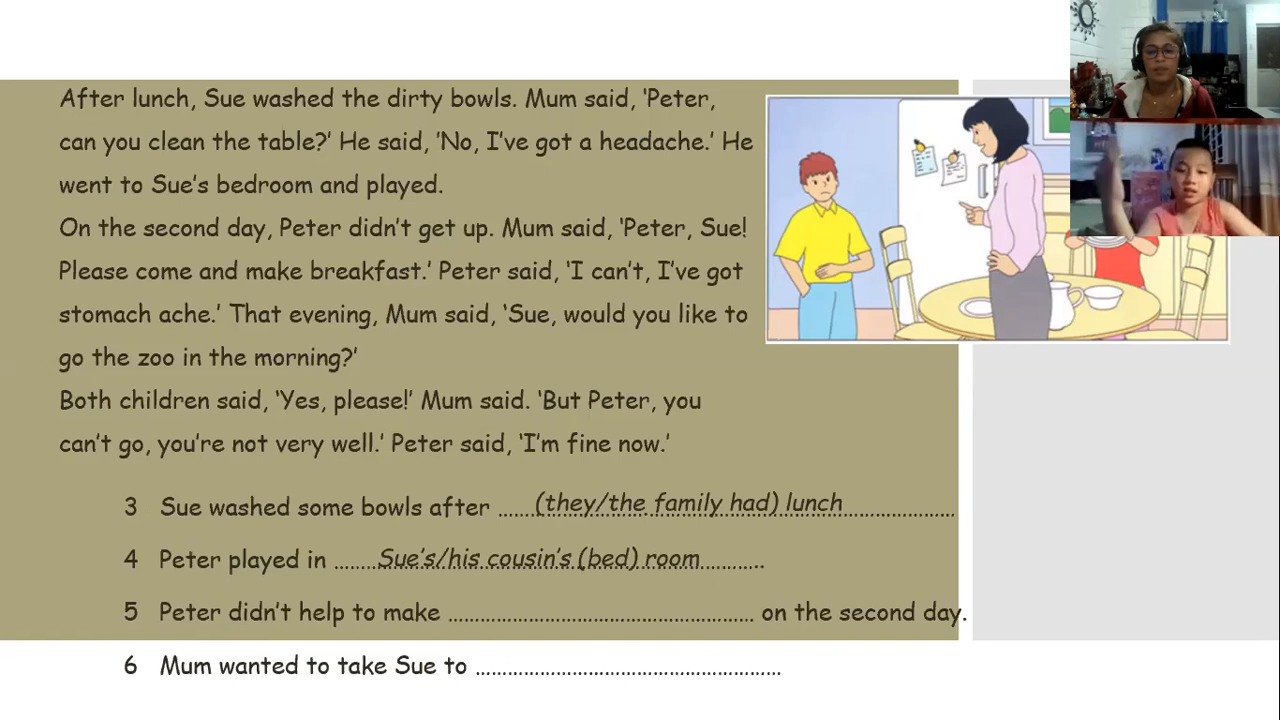 After lunch, Sue washed the dirty bowls. Mum said, ‘Peter,
can you clean the table?’ He said, ‘No, I’ve got a headache.’ He
went to Sue’s bedroom and played.
On the second day, Peter didn’t get up. Mum said, ‘Peter, Sue!
Please come and make breakfast.’ Peter said, ‘I can’t, I’ve got
stomach ache.’ That evening, Mum said, ‘Sue, would you like to
go the zoo in the morning?’
Both children said, ‘Yes, please!’ Mum said. ‘But Peter, you
can’t go, you’re not very well.’ Peter said, ‘I’m fine now.’
3 Sue washed some bowls after ......(they/the family had) lunch......
4 Peter played in ......Sue’s/his cousin’s (bed) room......
5 Peter didn’t help to make ............ on the second day.
6 Mum wanted to take Sue to ............